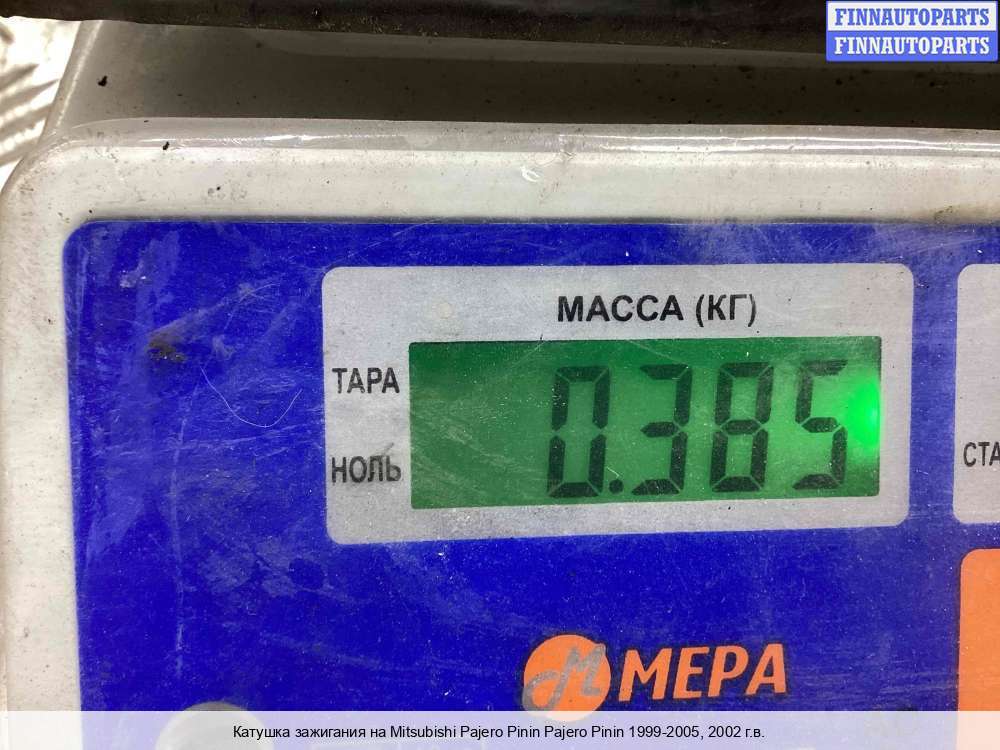 FINNAUTOPARTS
FINNAUTOPARTS
МАССА (КГ)
ТАРА
0.385
НОЛЬ
МЕРА
Катушка зажигания на Mitsubishi Pajero Pinin Pajero Pinin 1999-2005, 2002 г.в.